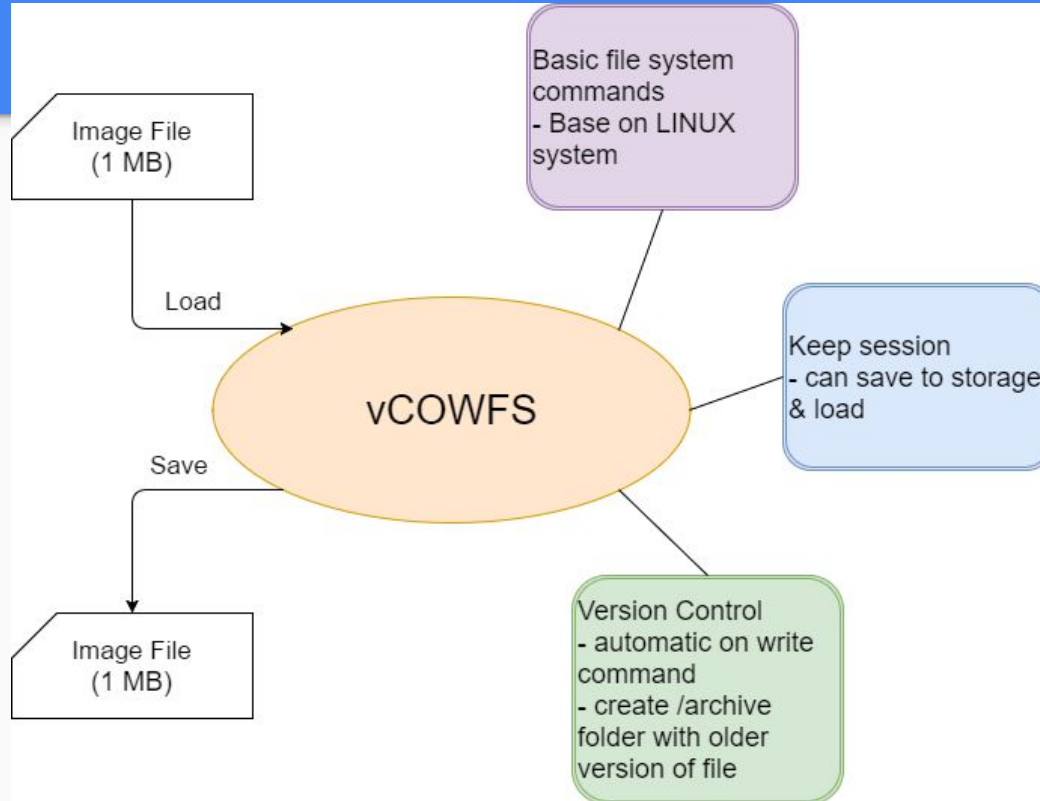 Basic file system
commands
- Base on LINUX
system
Image File
(1 MB)
Load
Keep session
- can save to storage
& load
vCOWFS
Save
Version Control
- automatic on write
command
- create /archive
folder with older
version of file
Image File
(1 MB)